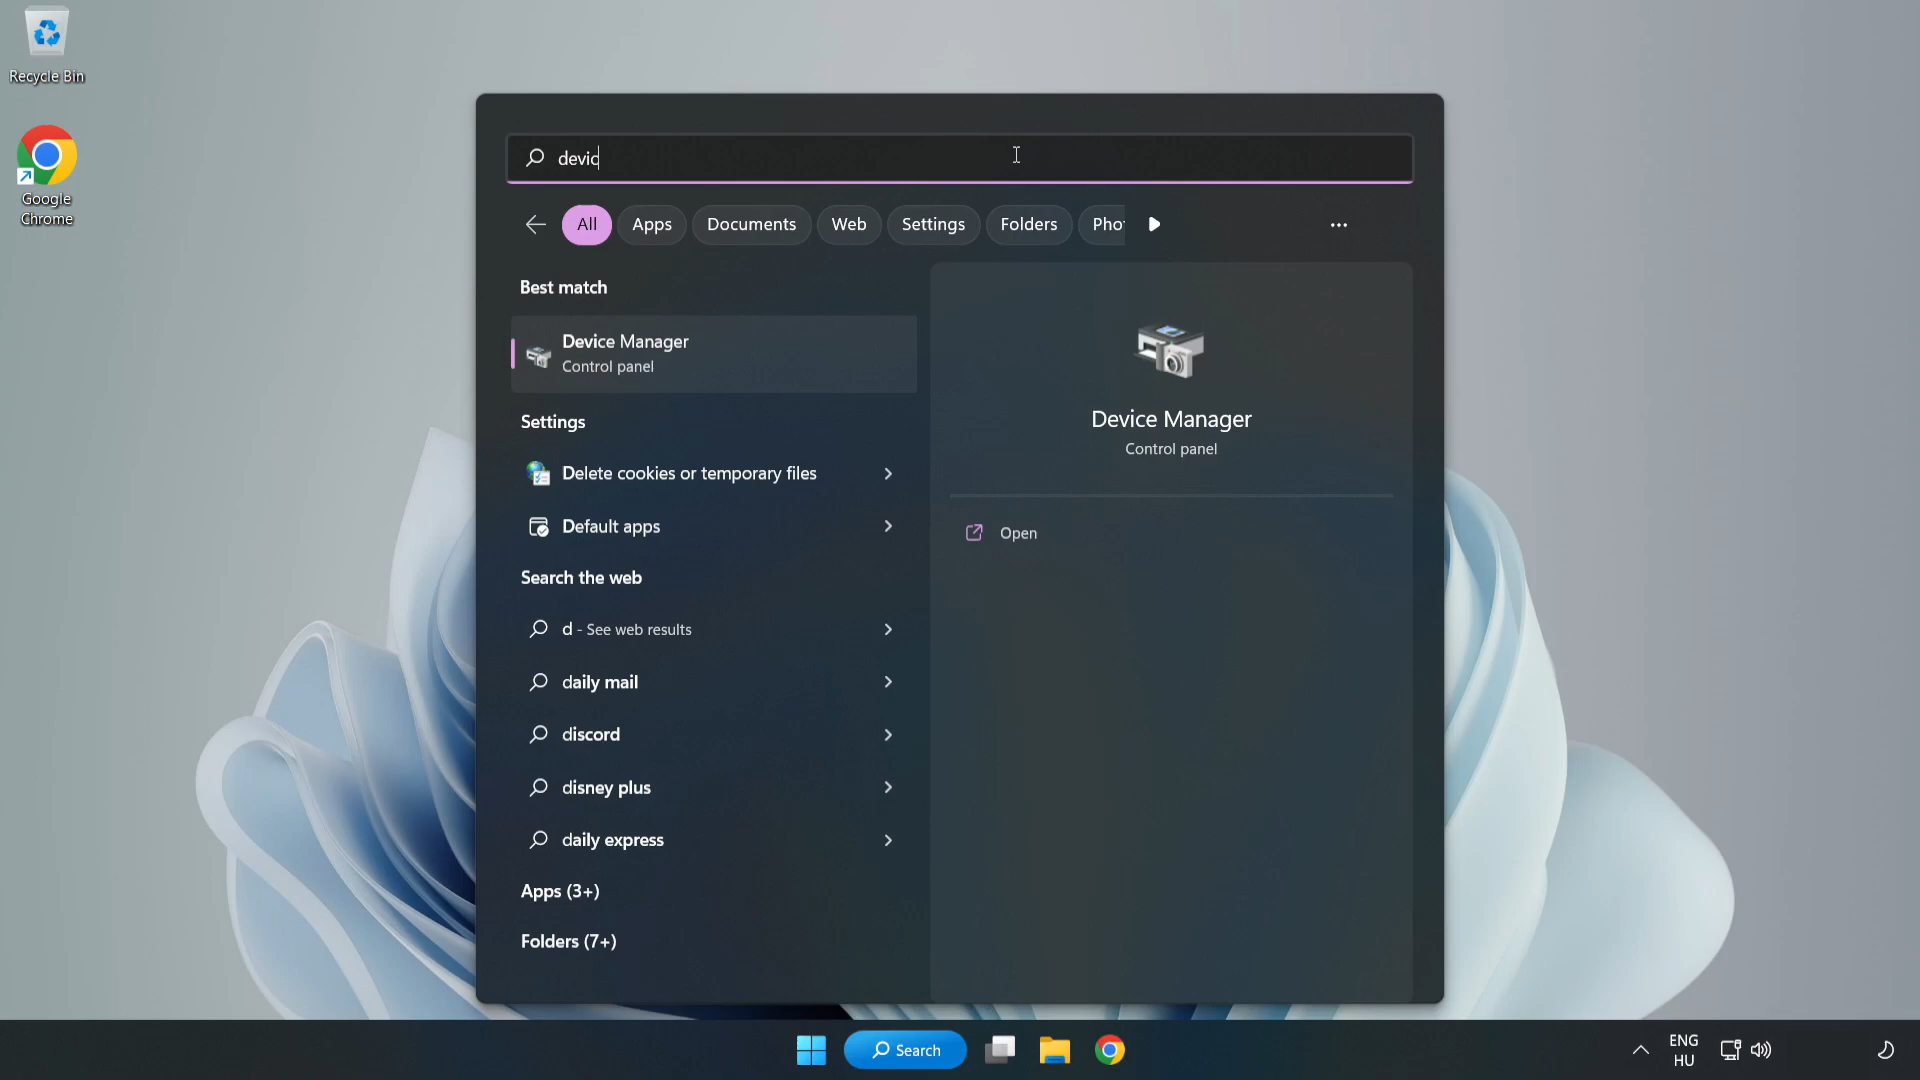 Recycle Bin
Google
Chrome
devic
All
Apps
Documents
Web
Settings
Folders
Best match
Device Manager
Control panel
Settings
Delete cookies or temporary files
Default apps
Search the web
d - See web results
daily mail
discord
disney plus
daily express
Apps (3+)
Folders (7+)
Device Manager
Control panel
Open
Search
ENG
HU